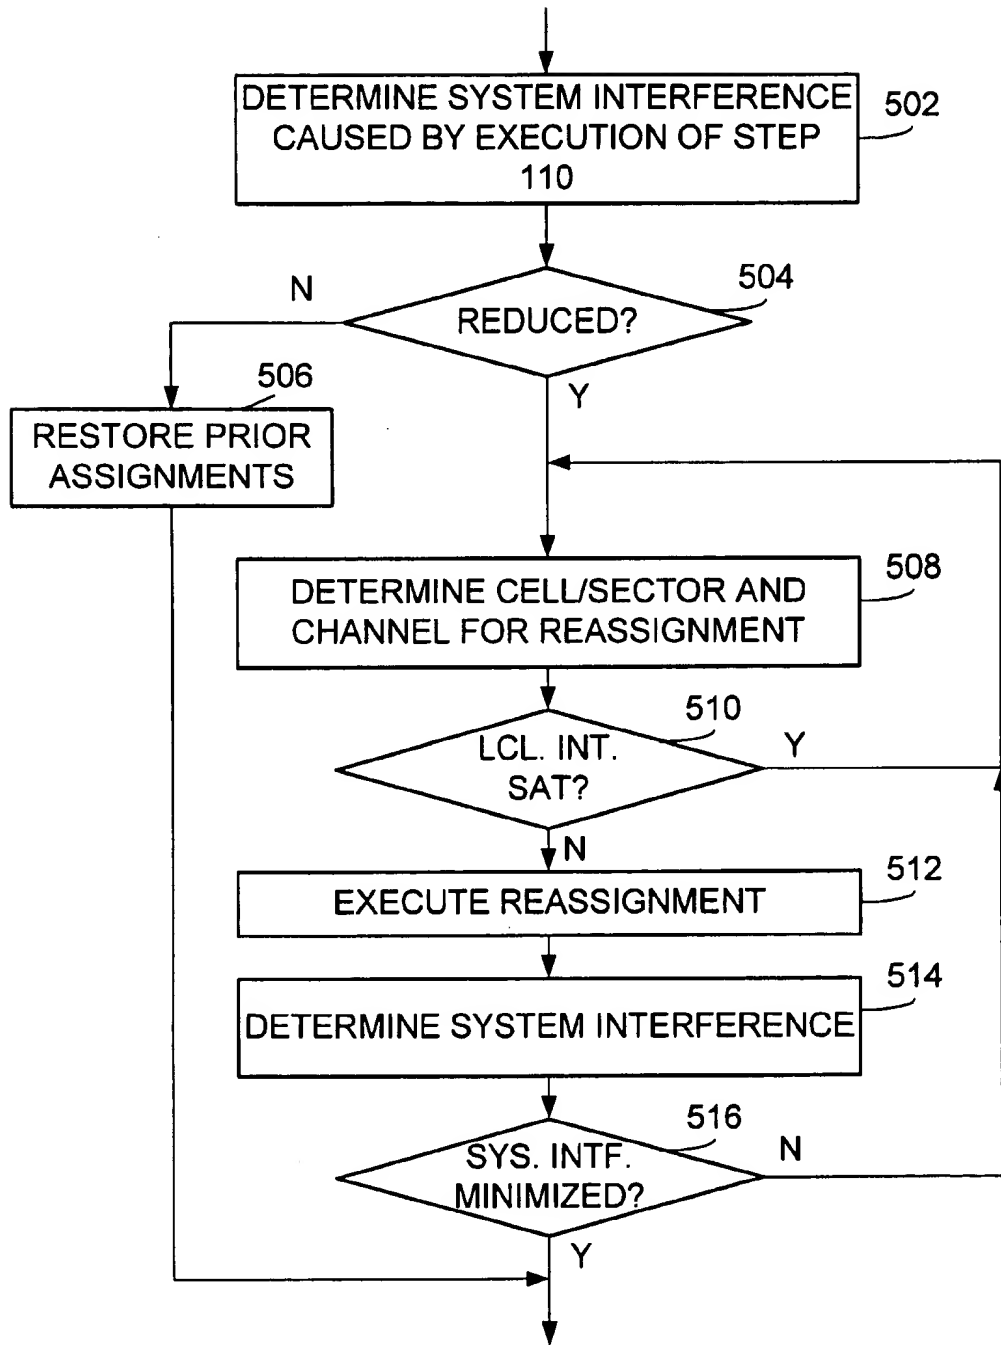 DETERMINE SYSTEM INTERFERENCE
CAUSED BY EXECUTION OF STEP
110
502
504
N
REDUCED?
Y
506
RESTORE PRIOR
ASSIGNMENTS
508
DETERMINE CELL/SECTOR AND
CHANNEL FOR REASSIGNMENT
510
LCL. INT.
SAT?
Y
N
512
EXECUTE REASSIGNMENT
514
DETERMINE SYSTEM INTERFERENCE
516
SYS. INTF.
MINIMIZED?
N
Y